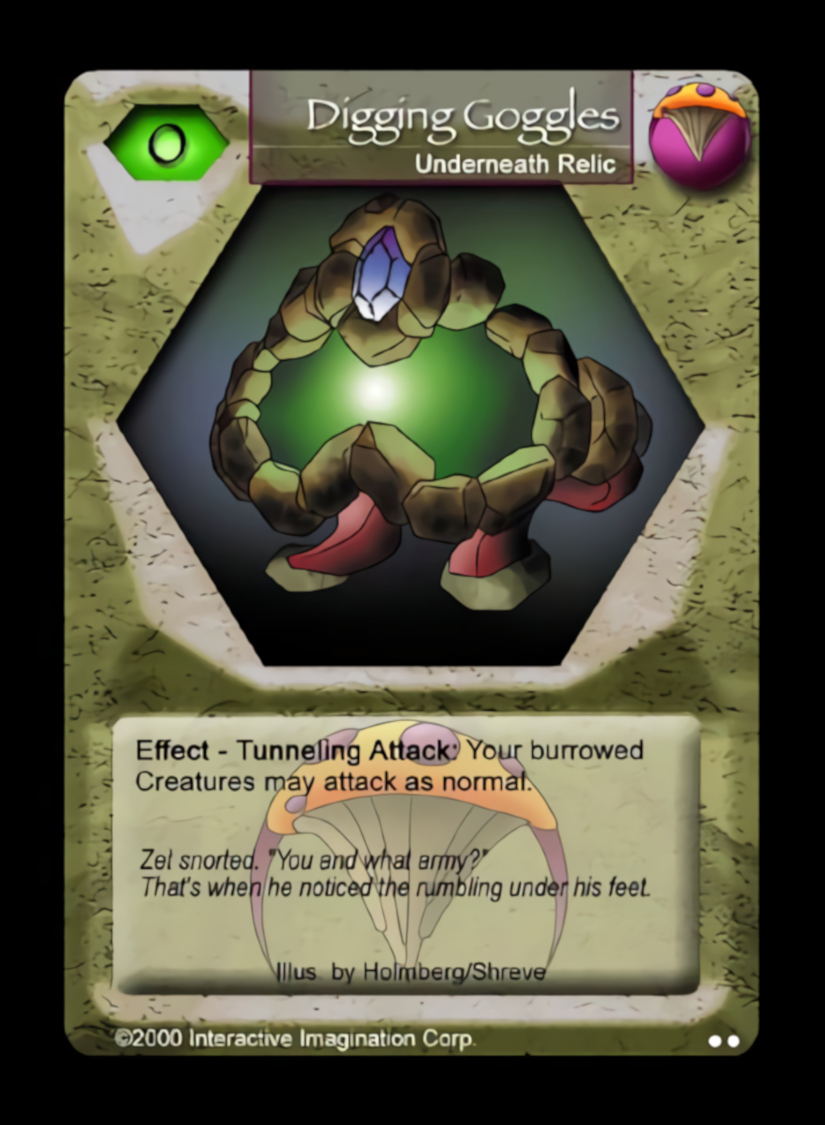 0
Digging Goggles
Underneath Relic
Effect - Tunneling Attack: Your burrowed
Creatures may attack as normal.
Zet snorted. "You and what army?"
That's when he noticed the rumbling under his feet.
Illus. by Holmberg/Shreve
©2000 Interactive Imagination Corp.